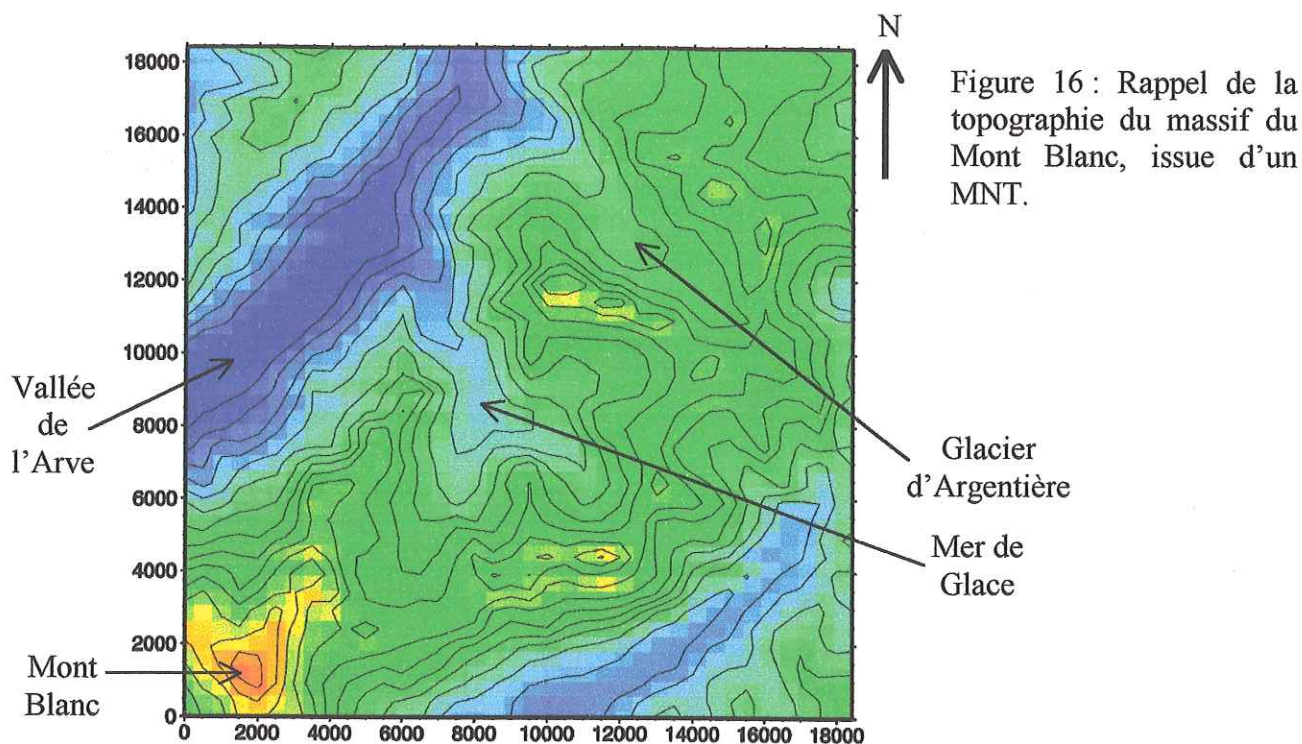 N
Figure 16 : Rappel de la
topographie du massif du
Mont Blanc, issue d'un
MNT.
18000
16000
14000
12000
10000
8000
6000
4000
2000
0
Vallée
de
l'Arve
Mont
Blanc
Glacier
d'Argentière
Mer de
Glace
0 2000 4000 6000 8000 10000 12000 14000 16000 18000